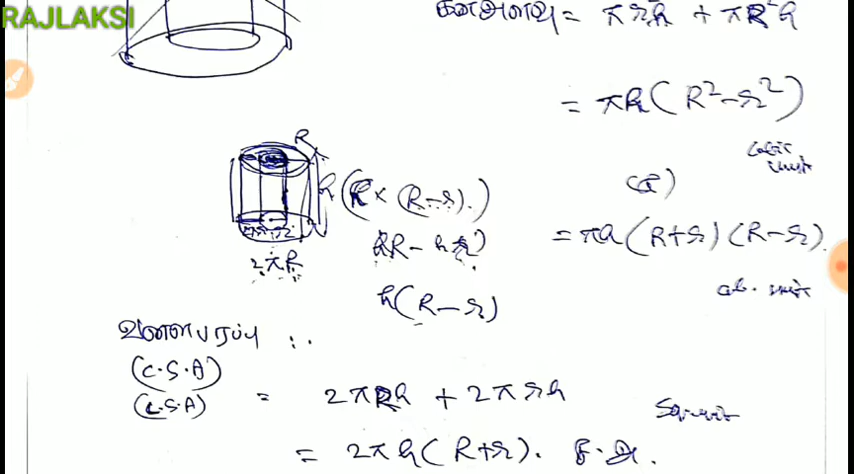 RAJLAKSI
கனஅளவு = πr²h + πR²h
= πh(R²-r²)
cubic unit
R
h (h × (R-r).)
(or)
hR - hr)
= πh(R+r)(R-r)
2πR
cb. unit
h(R-r)
வளைபரப்பு :.
(C.S.A)
(L.S.A) = 2πRh + 2πrh
Sq. unit
= 2πh(R+r). ச.அ.